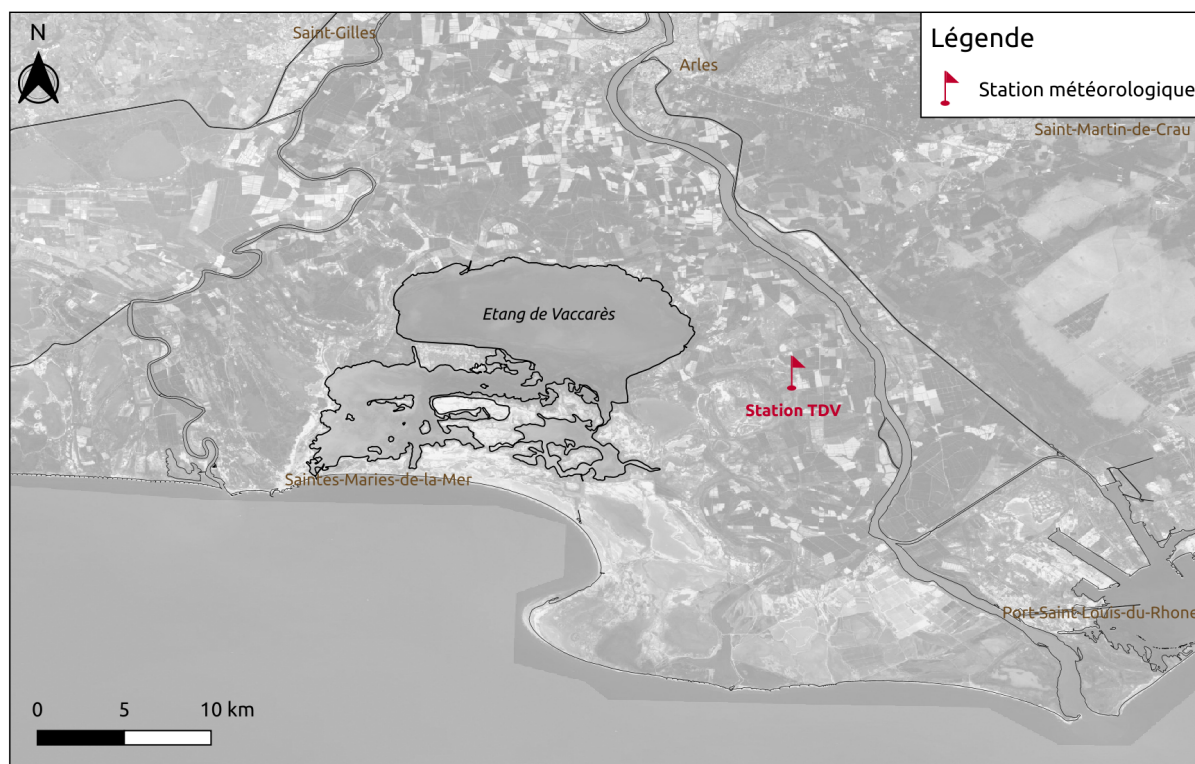 N
Saint-Gilles
Arles
Légende
Station météorologique
Saint-Martin-de-Crau
Etang de Vaccarès
Station TDV
Saintes-Maries-de-la-Mer
Port-Saint-Louis-du-Rhone
0 5 10 km